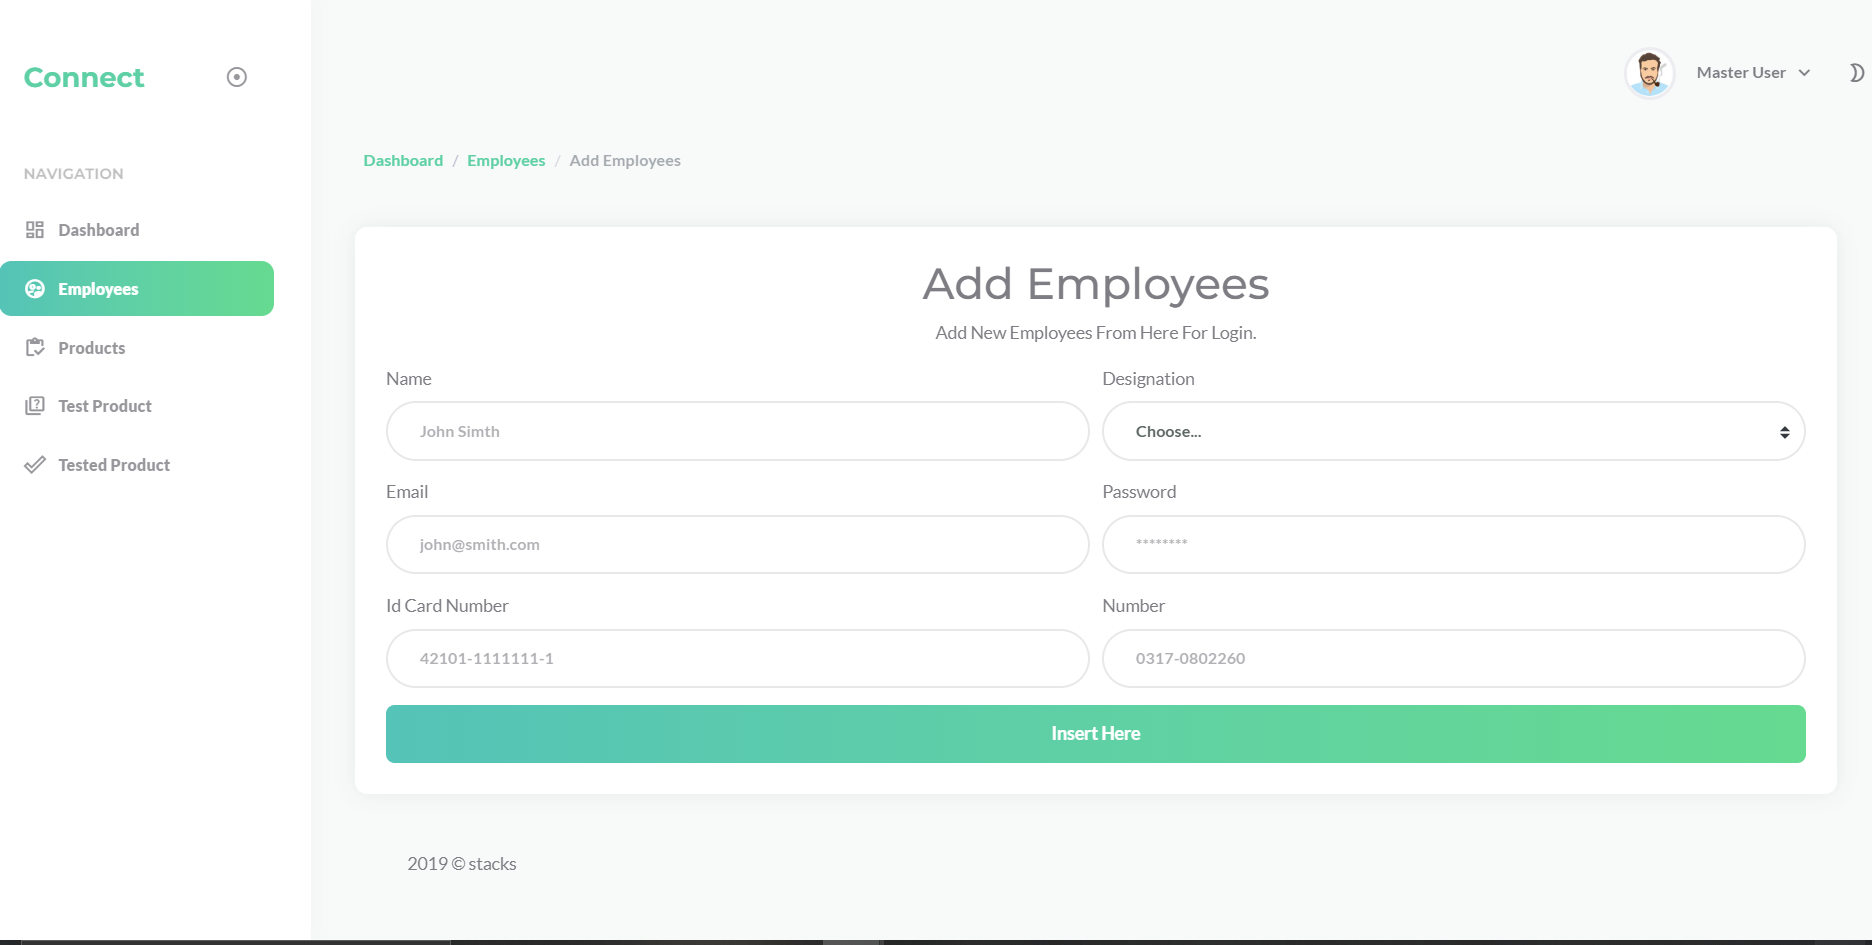 Connect
Master User
NAVIGATION
Dashboard
Employees
Products
Test Product
Tested Product
Dashboard / Employees / Add Employees
Add Employees
Add New Employees From Here For Login.
Name
John Simth
Designation
Choose...
Email
john@smith.com
Password
********
Id Card Number
42101-1111111-1
Number
0317-0802260
Insert Here
2019 © stacks